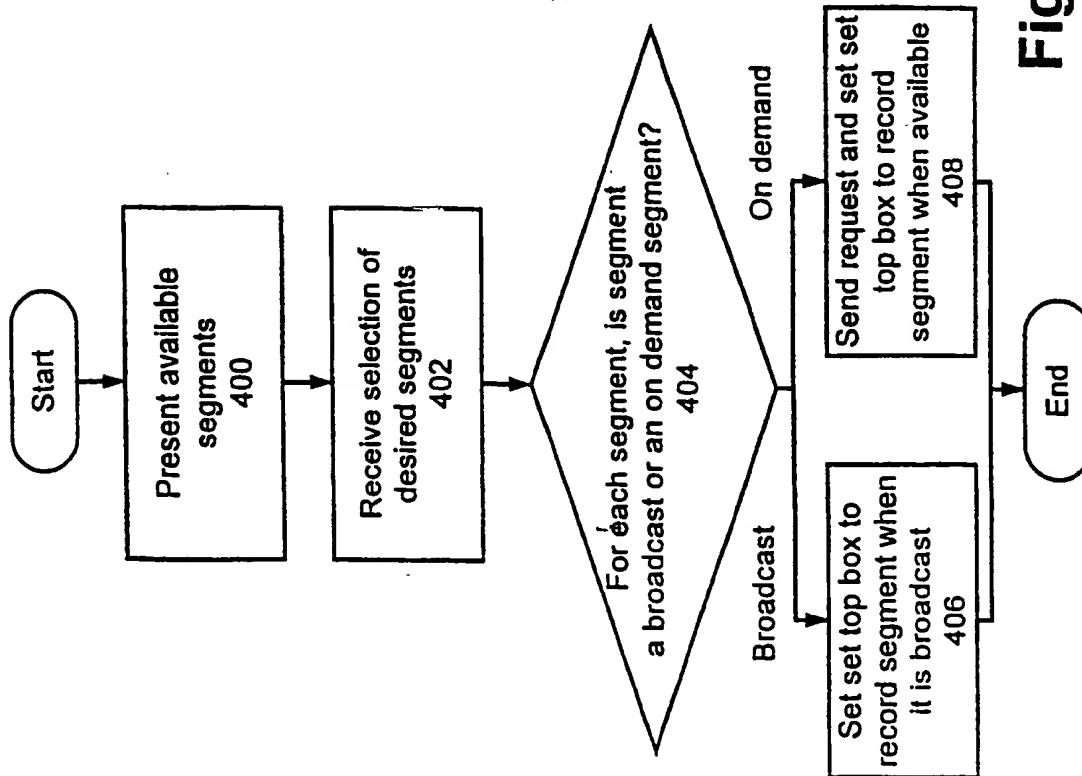 Start
Present available
segments
400
Receive selection of
desired segments
402
For each segment, is segment
a broadcast or an on demand segment?
404
Broadcast
On demand
Set set top box to
record segment when
it is broadcast
406
Send request and set set
top box to record
segment when available
408
End
Fig